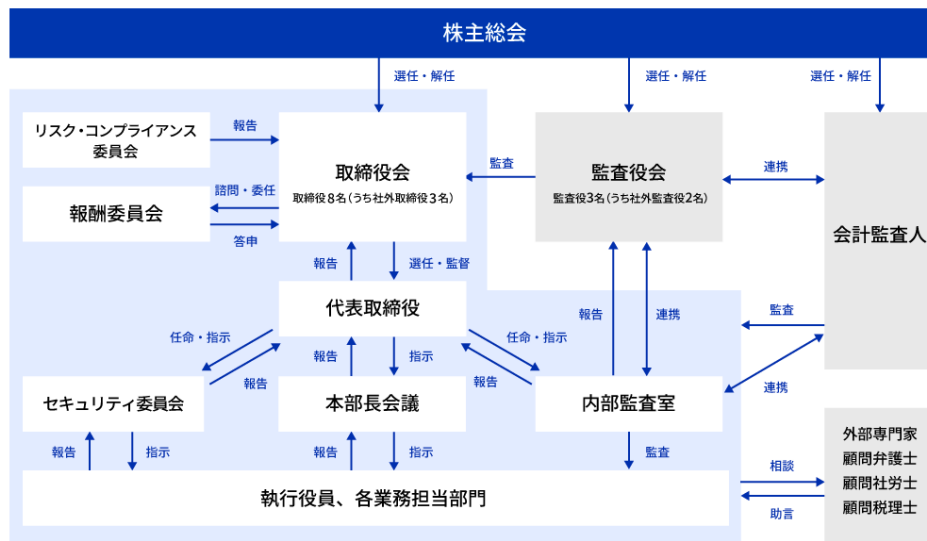 株主総会
選任・解任
選任・解任
選任・解任
リスク・コンプライアンス
委員会
報告
取締役会
取締役8名(うち社外取締役3名)
監査
監査役会
監査役3名(うち社外監査役2名)
連携
会計監査人
諮問・委任
報酬委員会
答申
報告
選任・監督
代表取締役
報告
連携
監査
任命・指示
報告
報告
指示
任命・指示
報告
連携
セキュリティ委員会
本部長会議
内部監査室
報告
指示
報告
指示
監査
執行役員、各業務担当部門
相談
助言
外部専門家
顧問弁護士
顧問社労士
顧問税理士